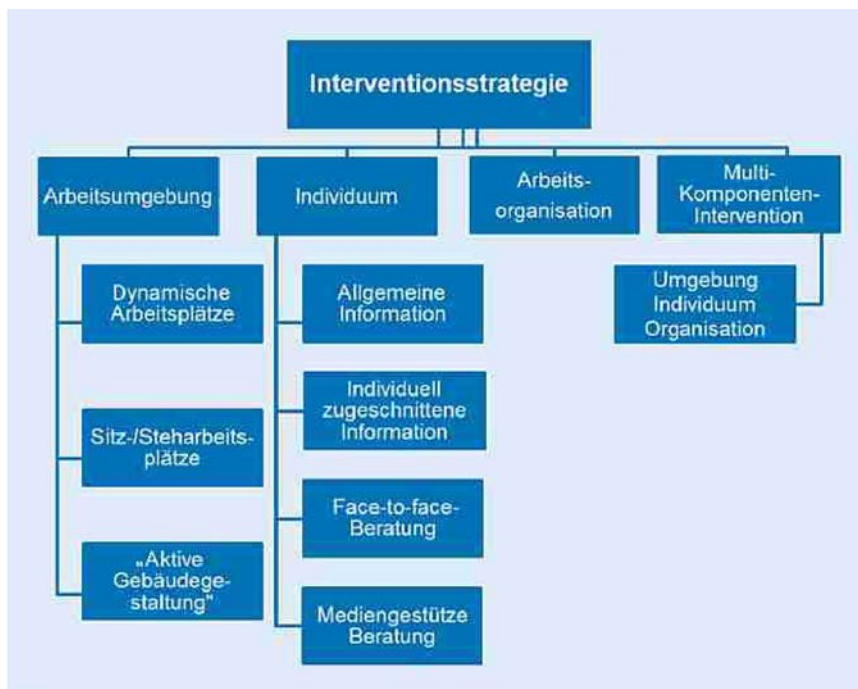 Interventionsstrategie
Arbeitsumgebung
Individuum
Arbeits-
organisation
Multi-
Komponenten-
Intervention
Dynamische
Arbeitsplätze
Sitz-/Steharbeits-
plätze
„Aktive
Gebäudege-
staltung"
Allgemeine
Information
Individuell
zugeschnittene
Information
Face-to-face-
Beratung
Mediengestütze
Beratung
Umgebung
Individuum
Organisation